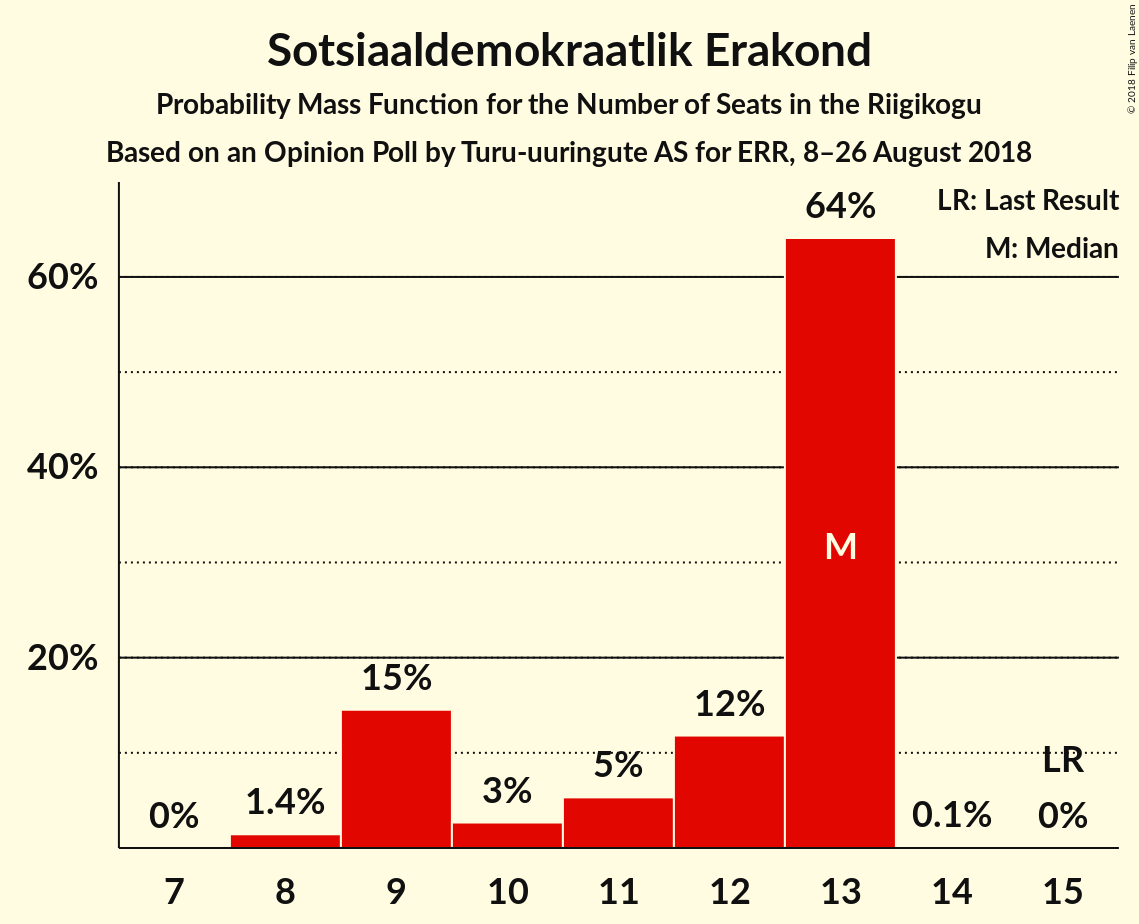 Sotsiaaldemokraatlik Erakond
Probability Mass Function for the Number of Seats in the Riigikogu
Based on an Opinion Poll by Turu-uuringute AS for ERR, 8–26 August 2018
© 2018 Filip van Laenen
LR: Last Result
M: Median
60%
40%
20%
0%
1.4%
15%
3%
5%
12%
64%
M
0.1%
LR
0%
7 8 9 10 11 12 13 14 15